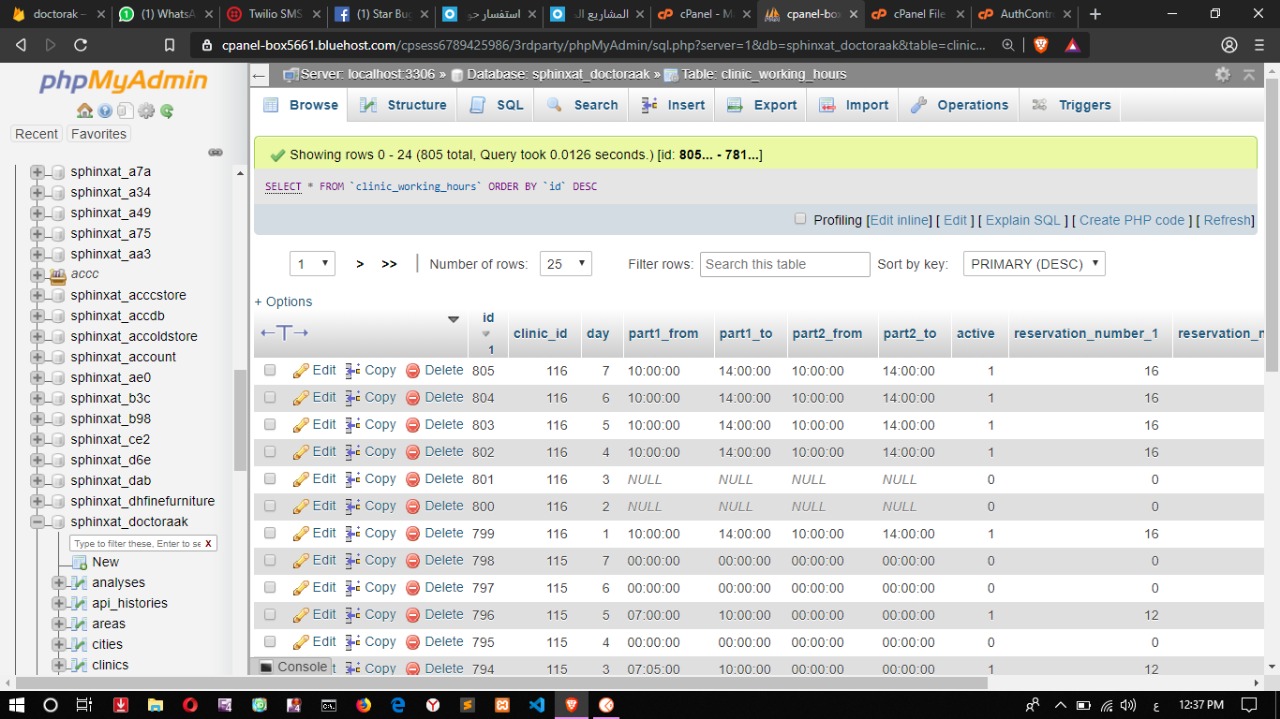 doctorak –
(1) WhatsA
Twilio SMS
(1) Star Bu
استفسار حو
المشاريع ال
cPanel - M
cpanel-box
cPanel File
AuthContr
cpanel-box5661.bluehost.com/cpsess6789425986/3rdparty/phpMyAdmin/sql.php?server=1&db=sphinxat_doctoraak&table=clinic...
phpMyAdmin
Recent Favorites
sphinxat_a7a
sphinxat_a34
sphinxat_a49
sphinxat_a75
sphinxat_aa3
accc
sphinxat_acccstore
sphinxat_accdb
sphinxat_accoldstore
sphinxat_account
sphinxat_ae0
sphinxat_b3c
sphinxat_b98
sphinxat_ce2
sphinxat_d6e
sphinxat_dab
sphinxat_dhfinefurniture
sphinxat_doctoraak
Type to filter these, Enter to se X
New
analyses
api_histories
areas
cities
clinics
Server: localhost:3306 » Database: sphinxat_doctoraak » Table: clinic_working_hours
Browse Structure SQL Search Insert Export Import Operations Triggers
Showing rows 0 - 24 (805 total, Query took 0.0126 seconds.) [id: 805... - 781...]
SELECT * FROM `clinic_working_hours` ORDER BY `id` DESC
Profiling [Edit inline] [ Edit ] [ Explain SQL ] [ Create PHP code ] [ Refresh]
1 > >> Number of rows: 25 Filter rows: Search this table Sort by key: PRIMARY (DESC)
+ Options
←T→ id 1 clinic_id day part1_from part1_to part2_from part2_to active reservation_number_1
Edit Copy Delete 805 116 7 10:00:00 14:00:00 10:00:00 14:00:00 1 16
Edit Copy Delete 804 116 6 10:00:00 14:00:00 10:00:00 14:00:00 1 16
Edit Copy Delete 803 116 5 10:00:00 14:00:00 10:00:00 14:00:00 1 16
Edit Copy Delete 802 116 4 10:00:00 14:00:00 10:00:00 14:00:00 1 16
Edit Copy Delete 801 116 3 NULL NULL NULL NULL 0 0
Edit Copy Delete 800 116 2 NULL NULL NULL NULL 0 0
Edit Copy Delete 799 116 1 10:00:00 14:00:00 10:00:00 14:00:00 1 16
Edit Copy Delete 798 115 7 00:00:00 00:00:00 00:00:00 00:00:00 0 0
Edit Copy Delete 797 115 6 00:00:00 00:00:00 00:00:00 00:00:00 0 0
Edit Copy Delete 796 115 5 07:00:00 10:00:00 00:00:00 00:00:00 1 12
Edit Copy Delete 795 115 4 00:00:00 00:00:00 00:00:00 00:00:00 0 0
Console t Copy Delete 794 115 3 07:05:00 10:00:00 00:00:00 00:00:00 1 12
ع 12:37 PM